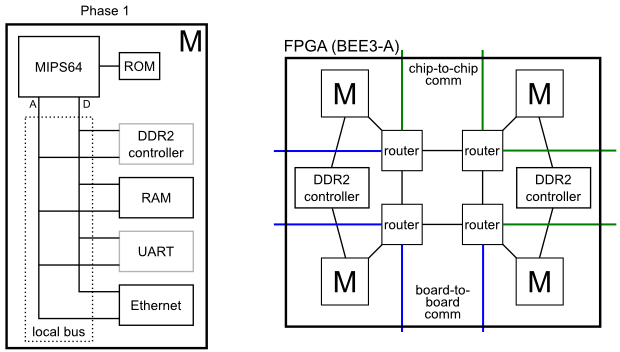 Phase 1
M
MIPS64
ROM
A
D
DDR2
controller
RAM
UART
Ethernet
local bus
FPGA (BEE3-A)
chip-to-chip
comm
M
M
router
router
DDR2
controller
DDR2
controller
router
router
M
M
board-to-
board
comm